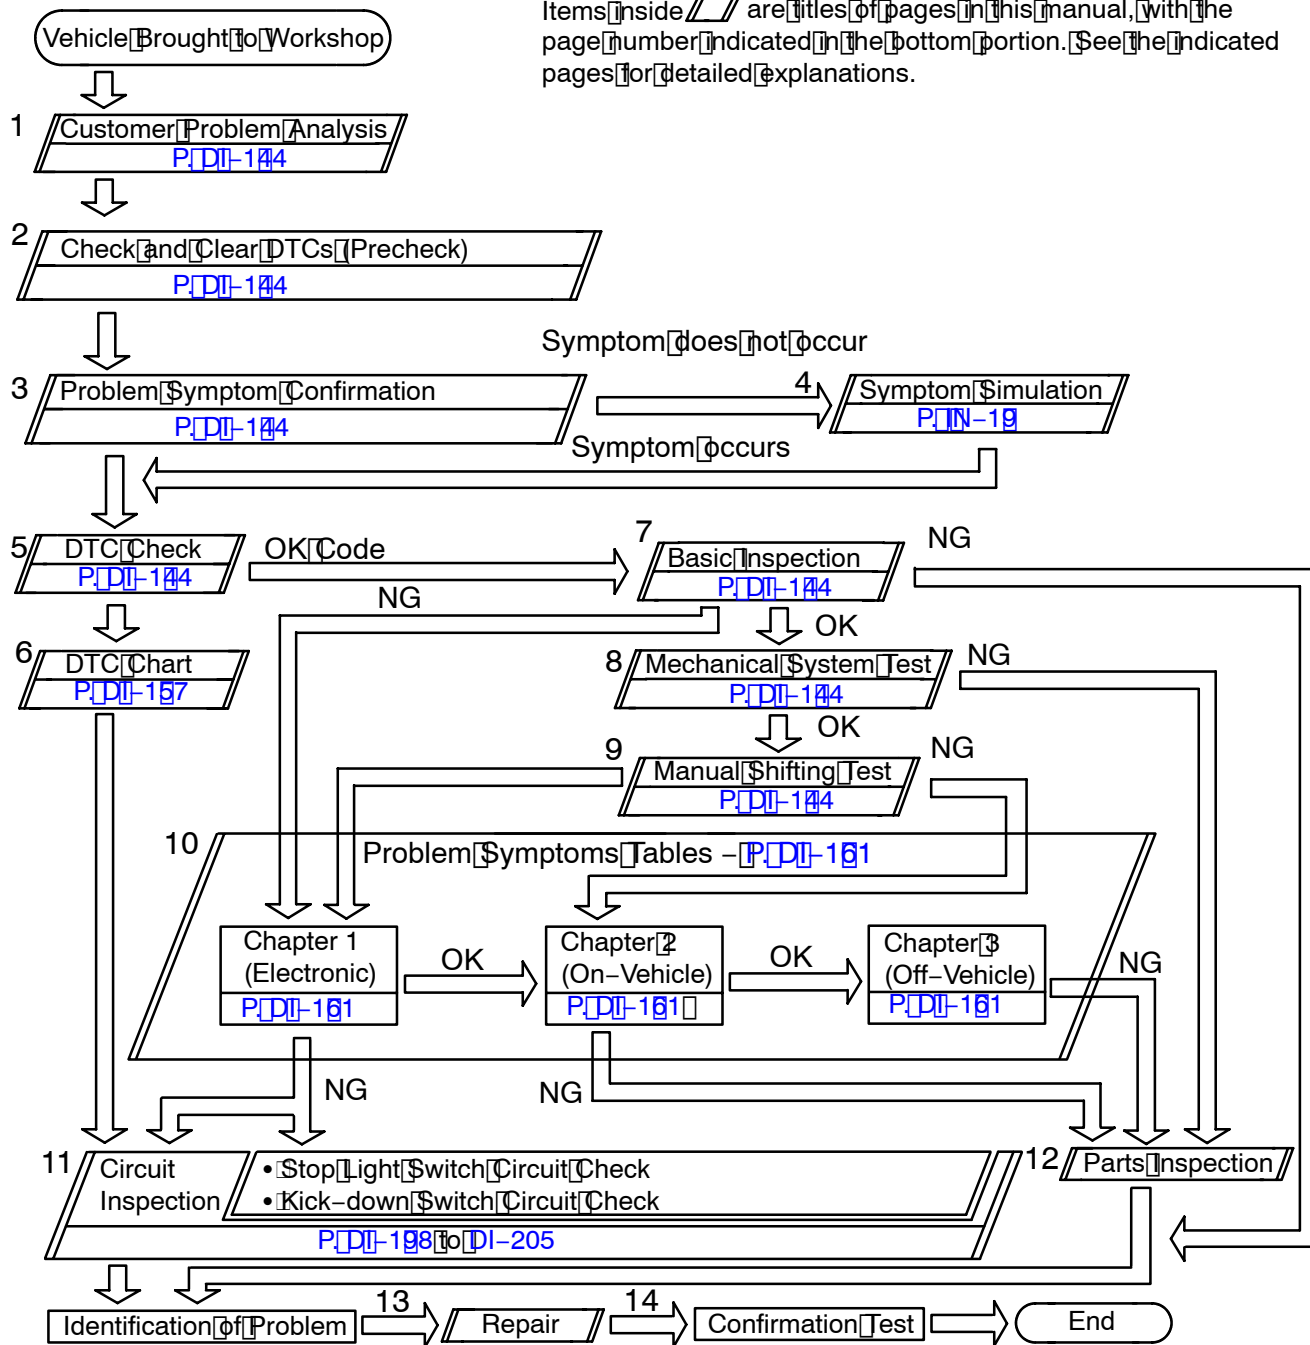 Items inside are titles of pages in this manual, with the
page number indicated in the bottom portion. See the indicated
pages for detailed explanations.
Vehicle Brought to Workshop
1
Customer Problem Analysis
P. DI–144
2
Check and Clear DTCs (Precheck)
P. DI–144
Symptom does not occur
3
Problem Symptom Confirmation
P. DI–144
4
Symptom Simulation
P. IN–19
Symptom occurs
5
DTC Check
P. DI–144
OK Code
7
Basic Inspection
P. DI–144
NG
NG
OK
6
DTC Chart
P. DI–157
8
Mechanical System Test
P. DI–144
NG
OK
9
Manual Shifting Test
P. DI–144
NG
10
Problem Symptoms Tables – P. DI–161
Chapter 1
(Electronic)
P. DI–161
OK
Chapter 2
(On–Vehicle)
P. DI–161
OK
Chapter 3
(Off–Vehicle)
P. DI–161
NG
NG
NG
11
Circuit
Inspection
• Stop Light Switch Circuit Check
• Kick–down Switch Circuit Check
P. DI–198 to DI–205
12
Parts Inspection
Identification of Problem
13
Repair
14
Confirmation Test
End